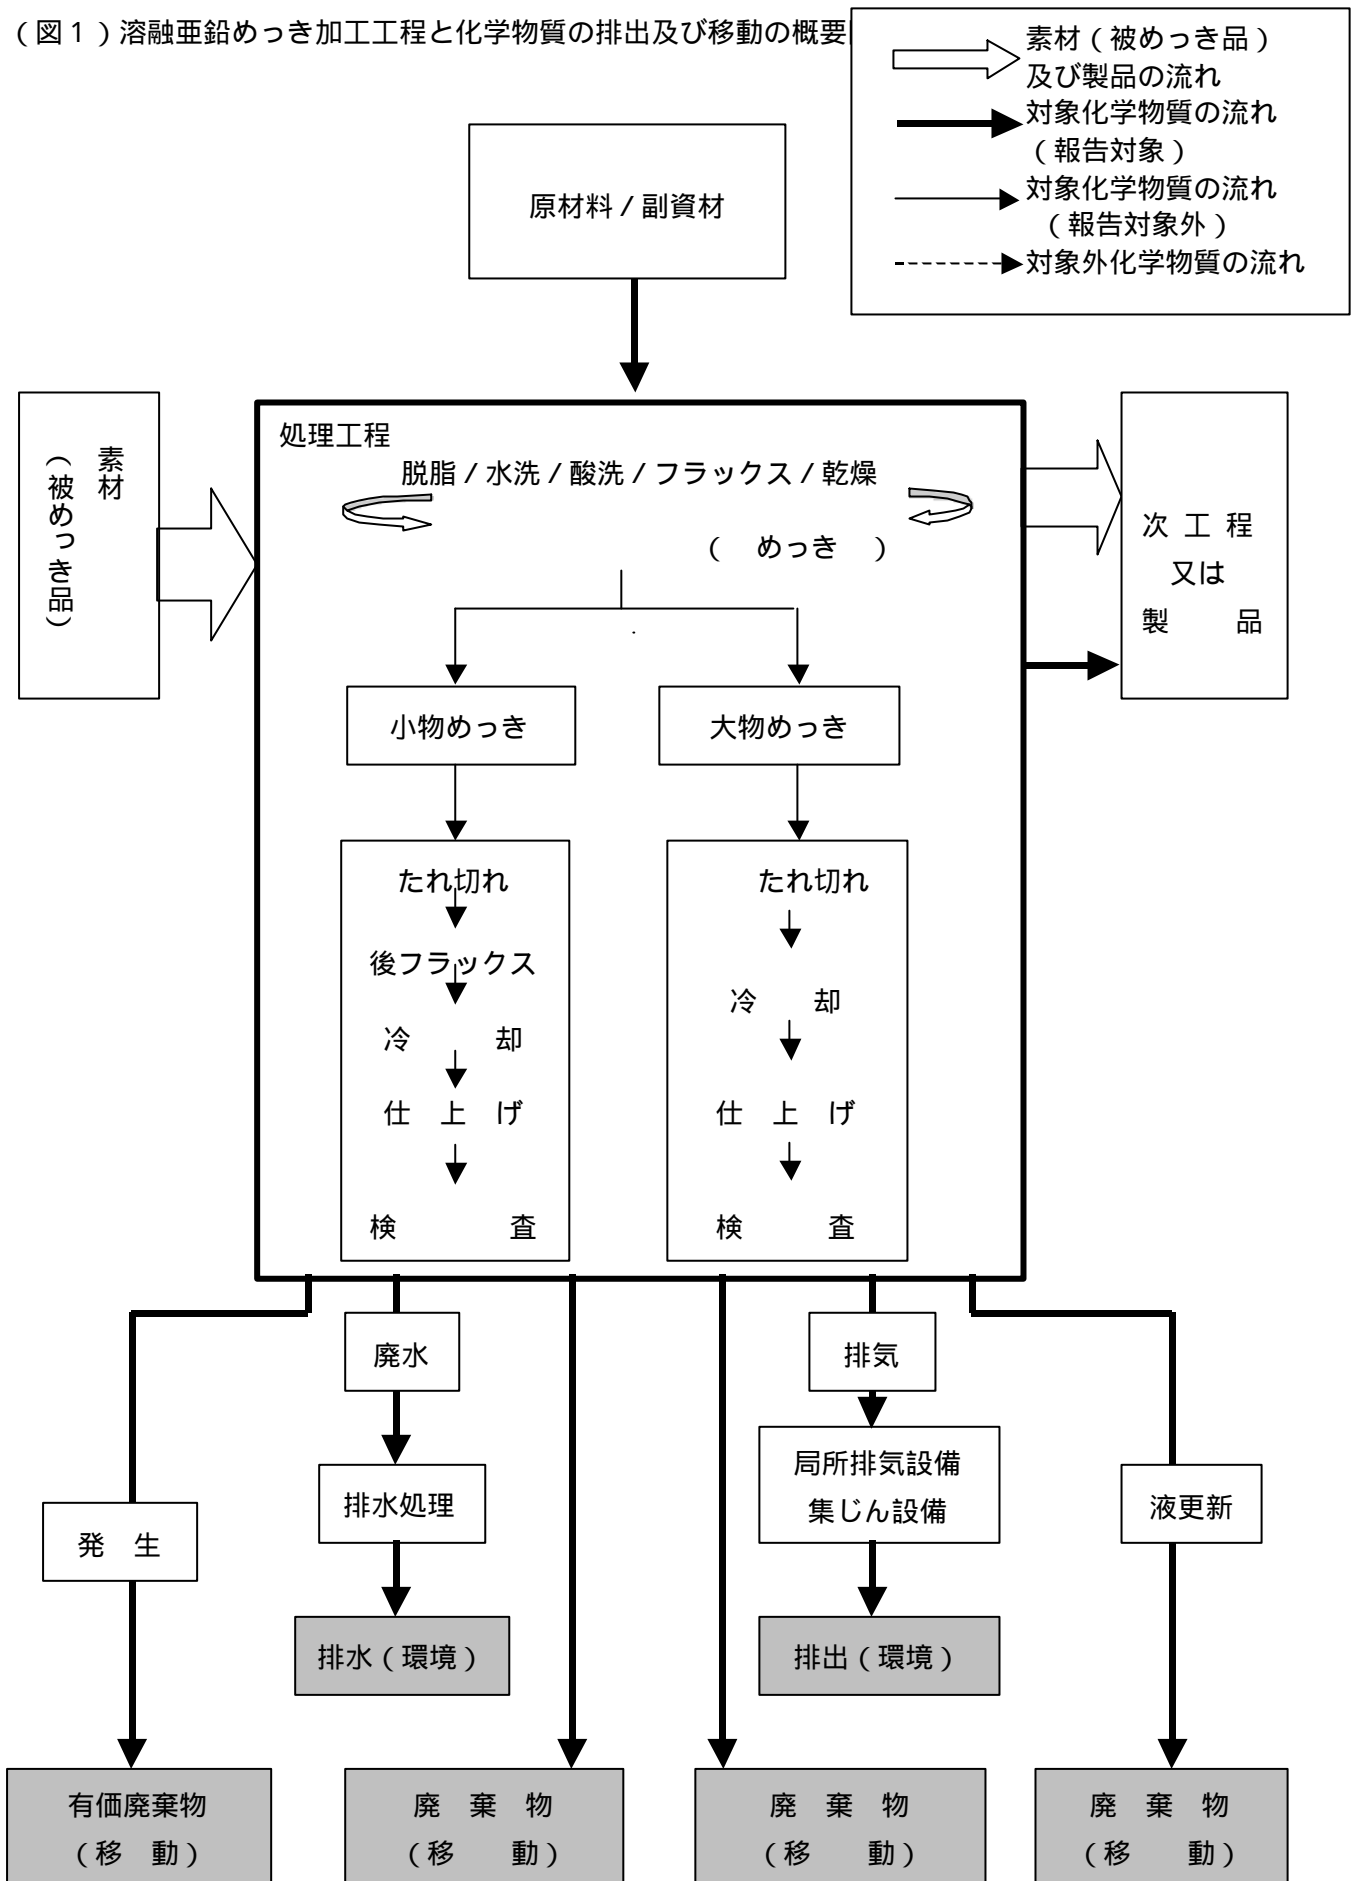 (図1)溶融亜鉛めっき加工工程と化学物質の排出及び移動の概要
素材(被めっき品)
及び製品の流れ
対象化学物質の流れ
(報告対象)
対象化学物質の流れ
(報告対象外)
対象外化学物質の流れ
原材料/副資材
素材
(被めっき品)
処理工程
脱脂/水洗/酸洗/フラックス/乾燥
( めっき )
次工程
又は
製 品
小物めっき
大物めっき
たれ切れ
後フラックス
冷 却
仕 上 げ
検 査
たれ切れ
冷 却
仕 上 げ
検 査
廃水
排気
排水処理
局所排気設備
集じん設備
液更新
発 生
排水(環境)
排出(環境)
有価廃棄物
(移 動)
廃 棄 物
(移 動)
廃 棄 物
(移 動)
廃 棄 物
(移 動)